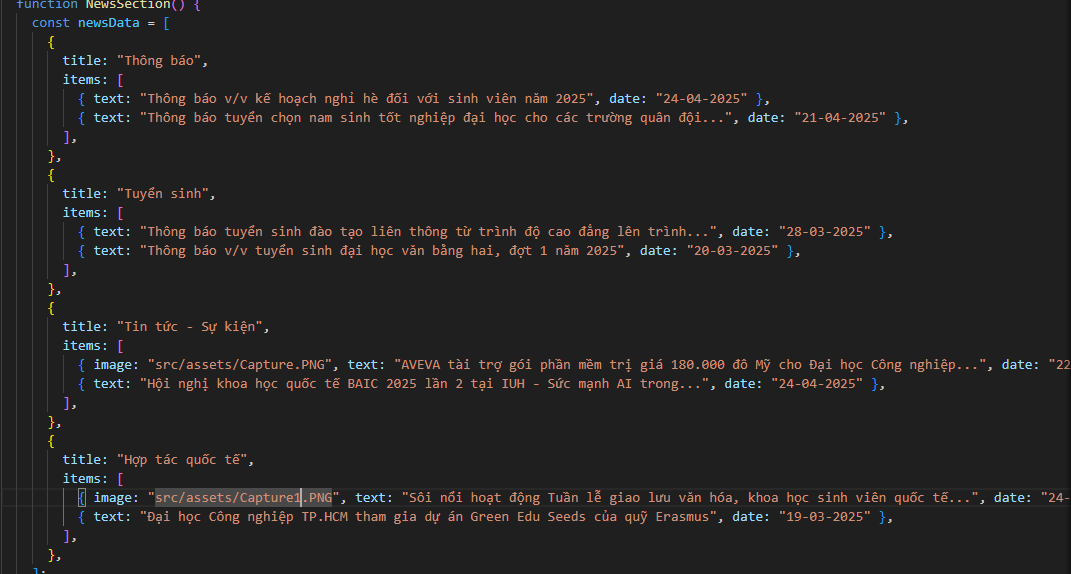 function NewsSection() {
const newsData = [
{
title: "Thông báo",
items: [
{ text: "Thông báo v/v kế hoạch nghỉ hè đối với sinh viên năm 2025", date: "24-04-2025" },
{ text: "Thông báo tuyển chọn nam sinh tốt nghiệp đại học cho các trường quân đội...", date: "21-04-2025" },
],
},
{
title: "Tuyển sinh",
items: [
{ text: "Thông báo tuyển sinh đào tạo liên thông từ trình độ cao đẳng lên trình...", date: "28-03-2025" },
{ text: "Thông báo v/v tuyển sinh đại học văn bằng hai, đợt 1 năm 2025", date: "20-03-2025" },
],
},
{
title: "Tin tức - Sự kiện",
items: [
{ image: "src/assets/Capture.PNG", text: "AVEVA tài trợ gói phần mềm trị giá 180.000 đô Mỹ cho Đại học Công nghiệp...", date: "22
{ text: "Hội nghị khoa học quốc tế BAIC 2025 lần 2 tại IUH - Sức mạnh AI trong...", date: "24-04-2025" },
],
},
{
title: "Hợp tác quốc tế",
items: [
{ image: "src/assets/Capture1.PNG", text: "Sôi nổi hoạt động Tuần lễ giao lưu văn hóa, khoa học sinh viên quốc tế...", date: "24-
{ text: "Đại học Công nghiệp TP.HCM tham gia dự án Green Edu Seeds của quỹ Erasmus", date: "19-03-2025" },
],
},
];